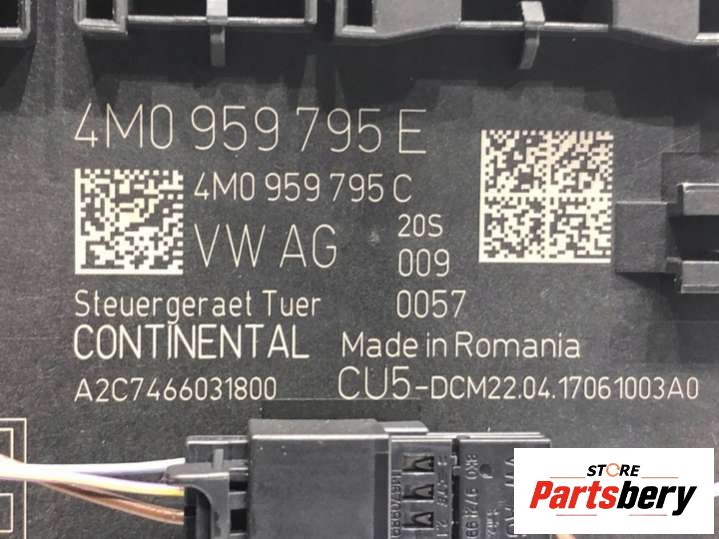 4M0 959 795 E
4M0 959 795 C
VW AG
20S
009
Steuergeraet Tuer 0057
CONTINENTAL Made in Romania
A2C7466031800 CU5-DCM22.04.17061003A0
STORE
Partsbery